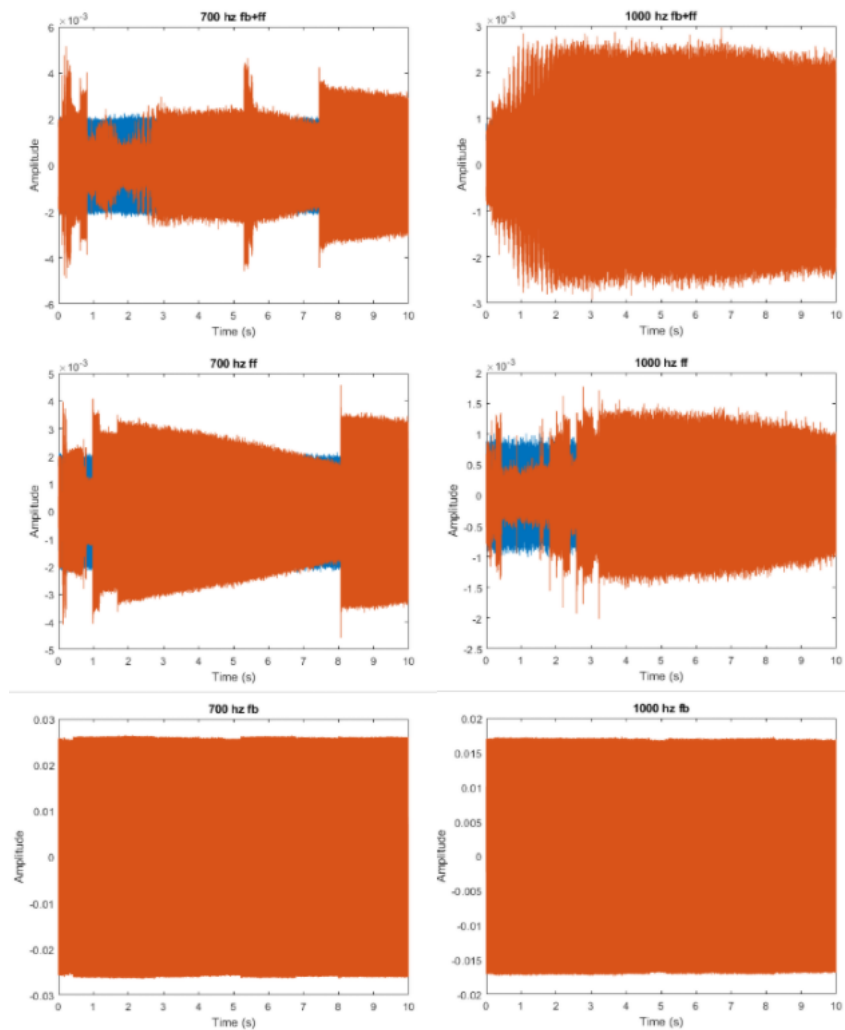 700 hz fb+ff
×10⁻³
6
4
2
0
-2
-4
-6
Amplitude
0 1 2 3 4 5 6 7 8 9 10
Time (s)
1000 hz fb+ff
×10⁻³
3
2
1
0
-1
-2
-3
Amplitude
0 1 2 3 4 5 6 7 8 9 10
Time (s)
700 hz ff
×10⁻³
5
4
3
2
1
0
-1
-2
-3
-4
-5
Amplitude
0 1 2 3 4 5 6 7 8 9 10
Time (s)
1000 hz ff
×10⁻³
2
1.5
1
0.5
0
-0.5
-1
-1.5
-2
-2.5
Amplitude
0 1 2 3 4 5 6 7 8 9 10
Time (s)
700 hz fb
0.03
0.02
0.01
0
-0.01
-0.02
-0.03
Amplitude
0 1 2 3 4 5 6 7 8 9 10
Time (s)
1000 hz fb
0.02
0.015
0.01
0.005
0
-0.005
-0.01
-0.015
-0.02
Amplitude
0 1 2 3 4 5 6 7 8 9 10
Time (s)